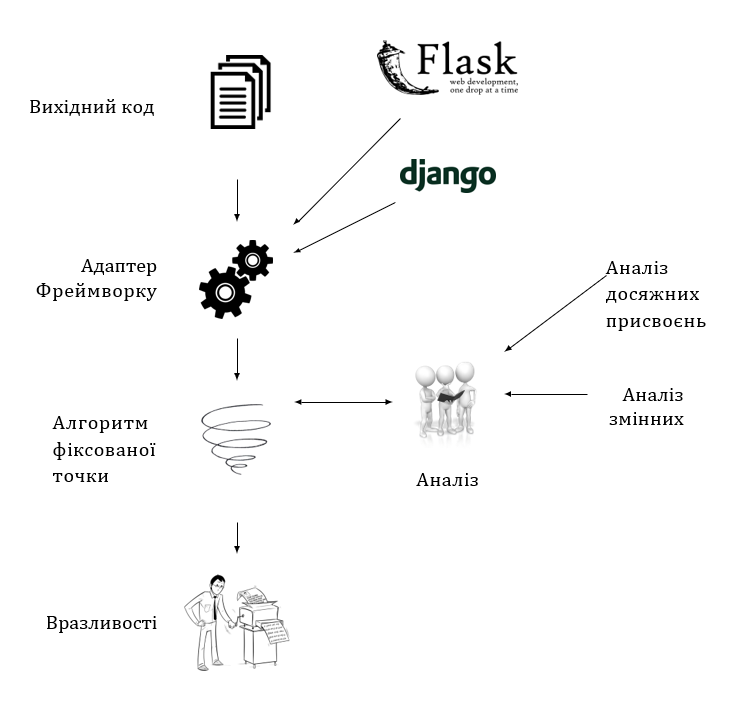 Flask
web development,
one drop at a time
Вихідний код
django
Адаптер
Фреймворку
Аналіз
досяжних
присвоєнь
Аналіз
змінних
Алгоритм
фіксованої
точки
Аналіз
Вразливості